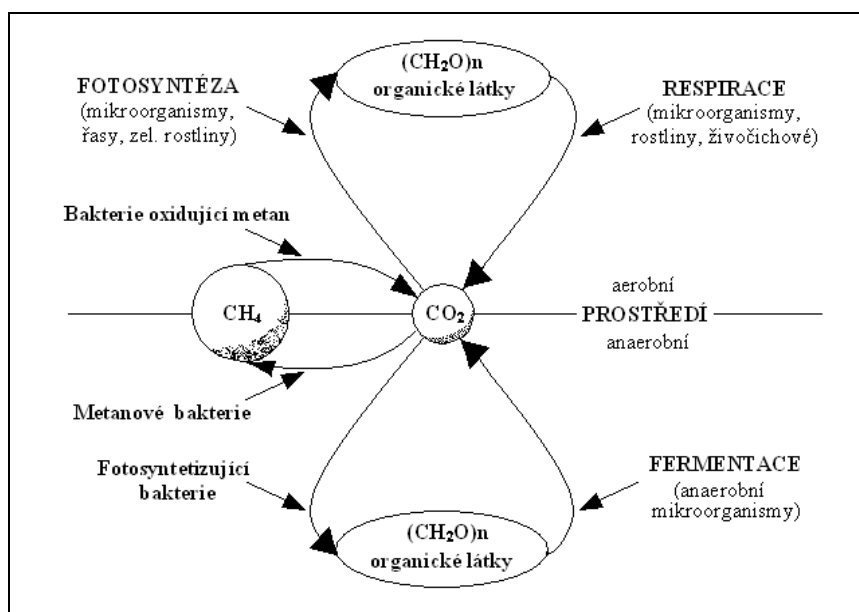 (CH₂O)n
organické látky
FOTOSYNTÉZA
(mikroorganismy,
řasy, zel. rostliny)
RESPIRACE
(mikroorganismy,
rostliny, živočichové)
Bakterie oxidující metan
CH₄
CO₂
aerobní
PROSTŘEDÍ
anaerobní
Metanové bakterie
Fotosyntetizující
bakterie
FERMENTACE
(anaerobní
mikroorganismy)
(CH₂O)n
organické látky